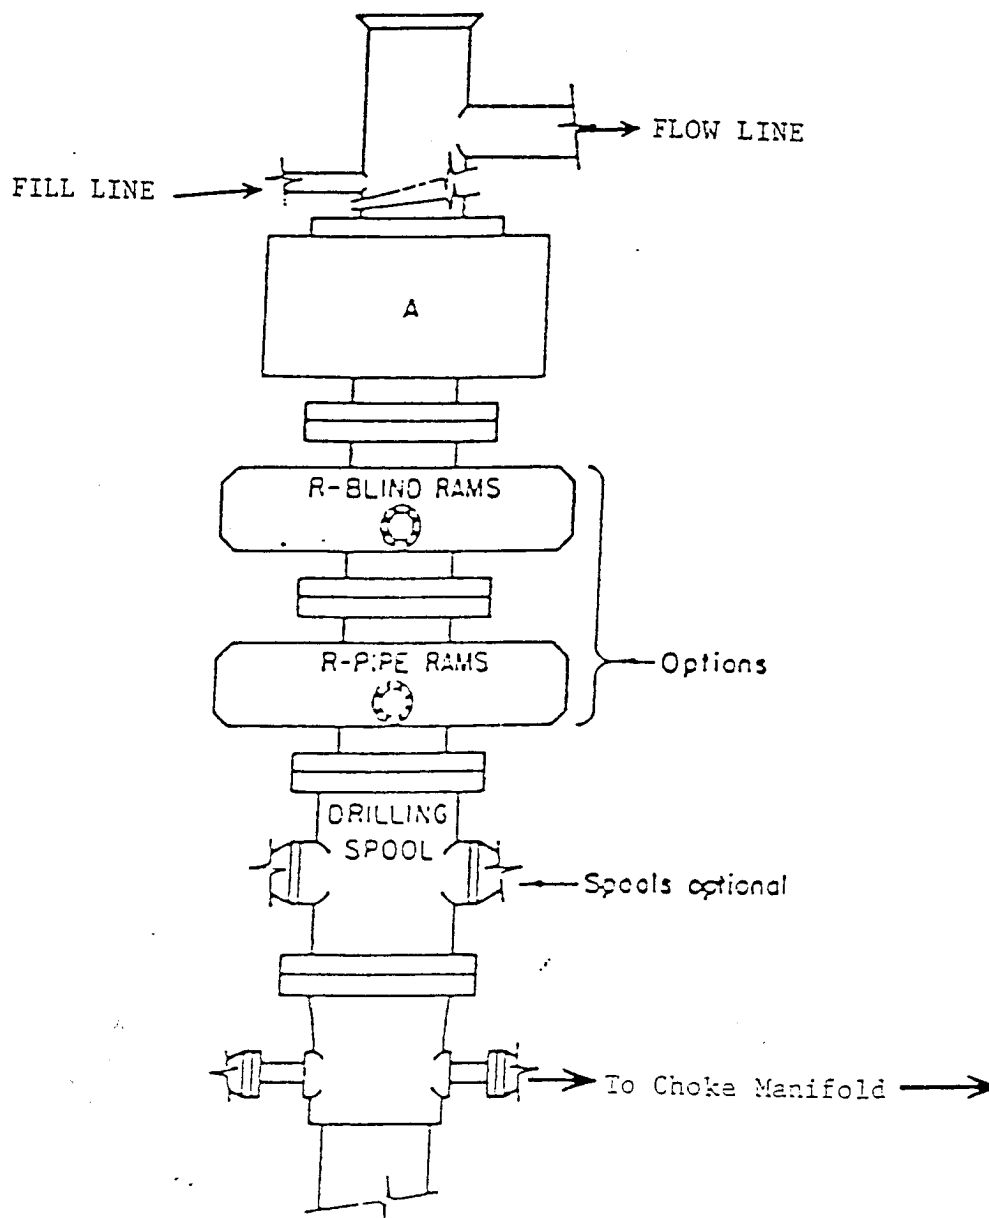 FLOW LINE
FILL LINE
A
R-BLIND RAMS
R-PIPE RAMS
Options
DRILLING
SPOOL
Spools optional
To Choke Manifold